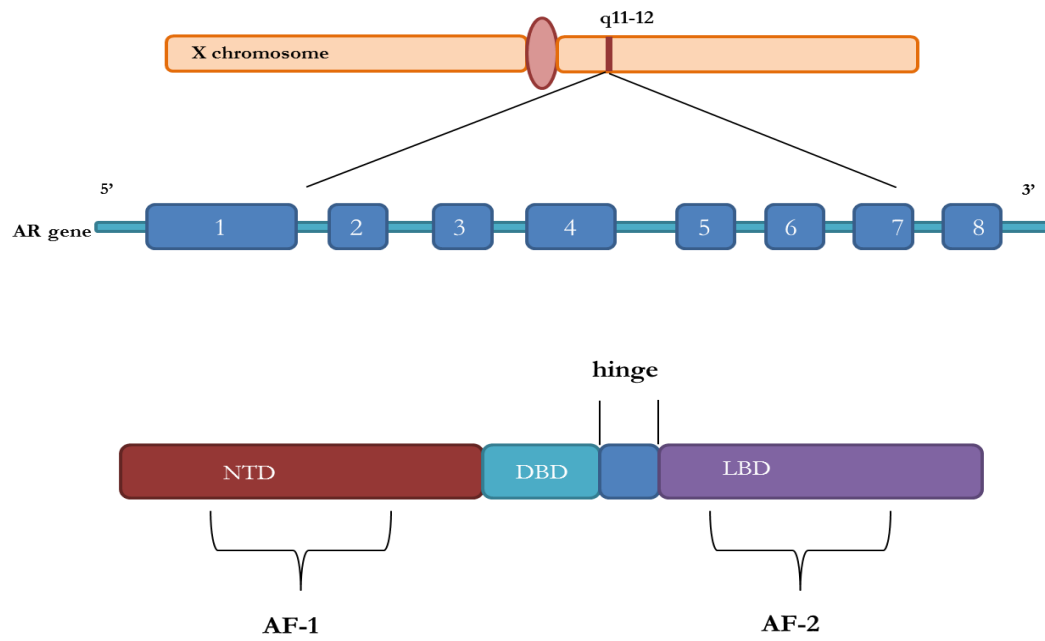 q11-12
X chromosome
5’
3’
AR gene
1 2 3 4 5 6 7 8
hinge
NTD DBD LBD
AF-1 AF-2